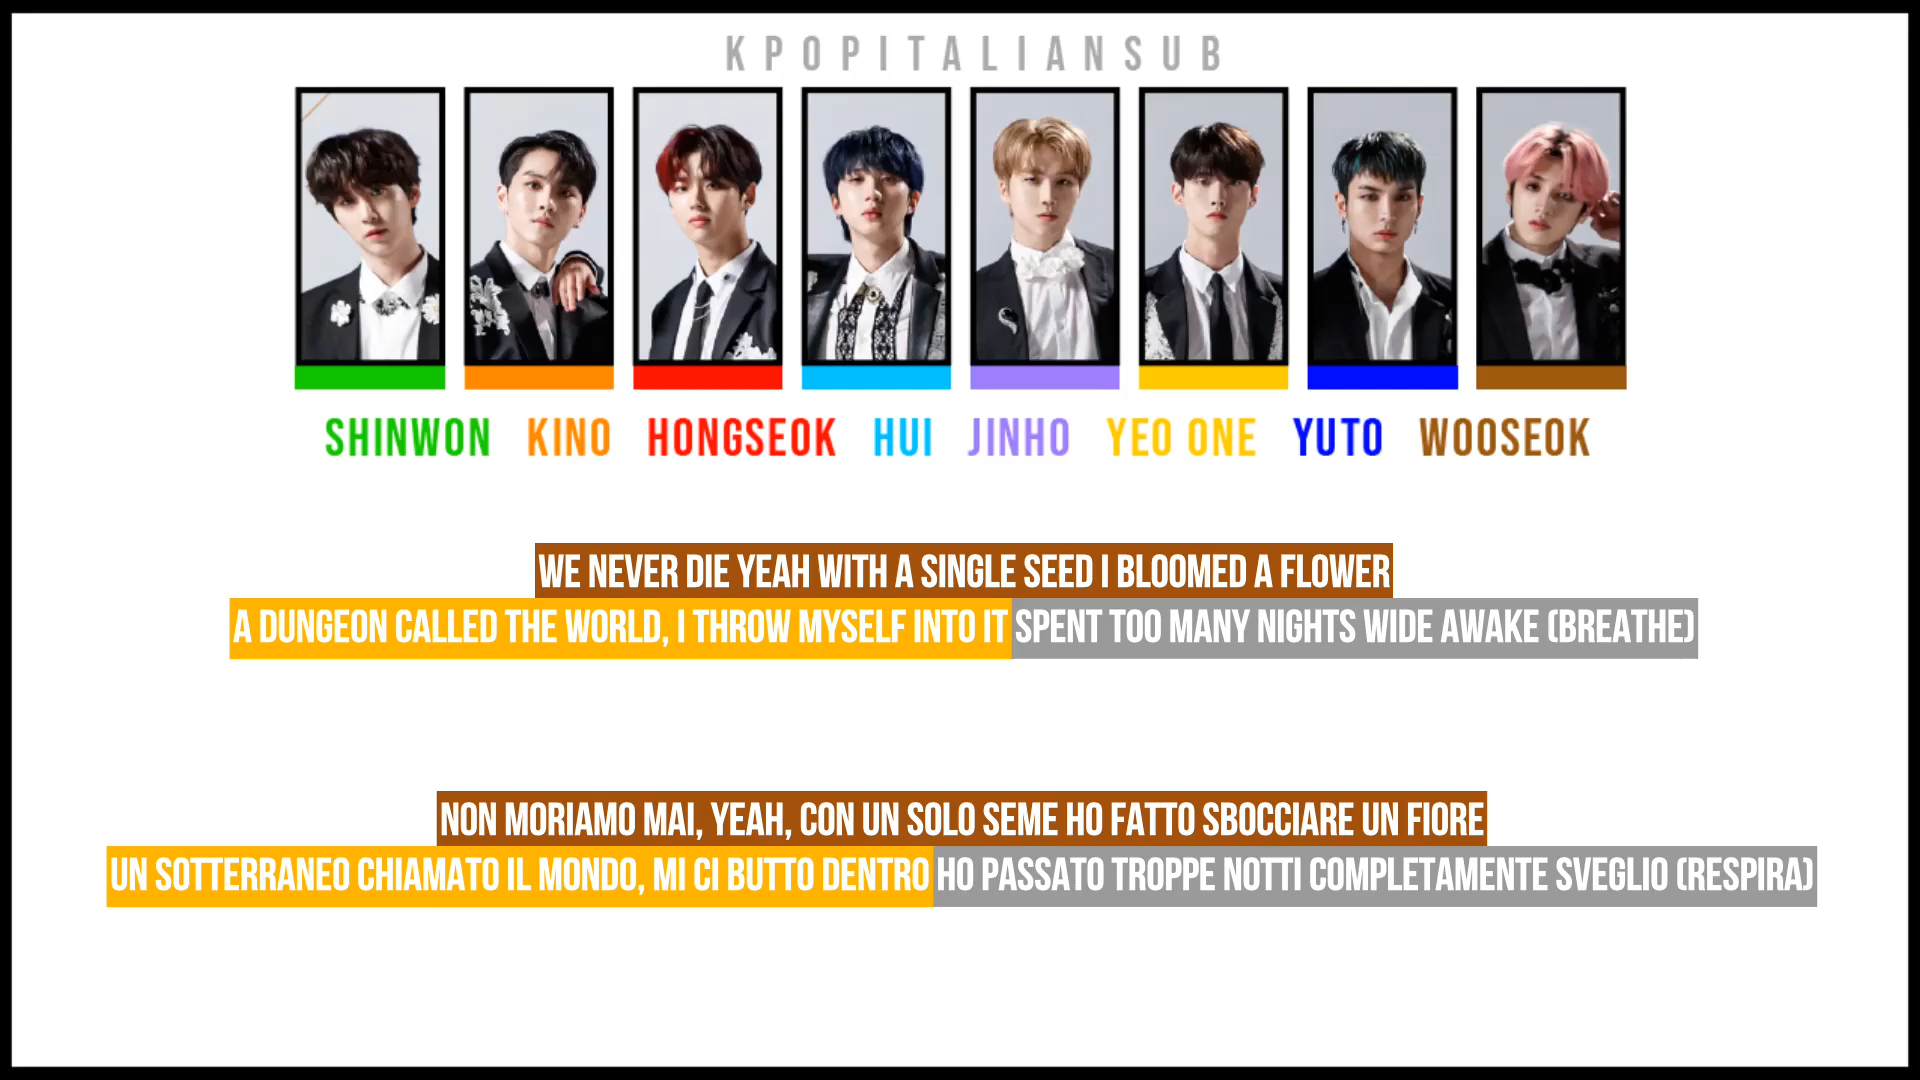 KPOPITALIANSUB
SHINWON KINO HONGSEOK HUI JINHO YEO ONE YUTO WOOSEOK
WE NEVER DIE YEAH WITH A SINGLE SEED I BLOOMED A FLOWER
A DUNGEON CALLED THE WORLD, I THROW MYSELF INTO IT SPENT TOO MANY NIGHTS WIDE AWAKE (BREATHE)
NON MORIAMO MAI, YEAH, CON UN SOLO SEME HO FATTO SBOCCIARE UN FIORE
UN SOTTERRANEO CHIAMATO IL MONDO, MI CI BUTTO DENTRO HO PASSATO TROPPE NOTTI COMPLETAMENTE SVEGLIO (RESPIRA)